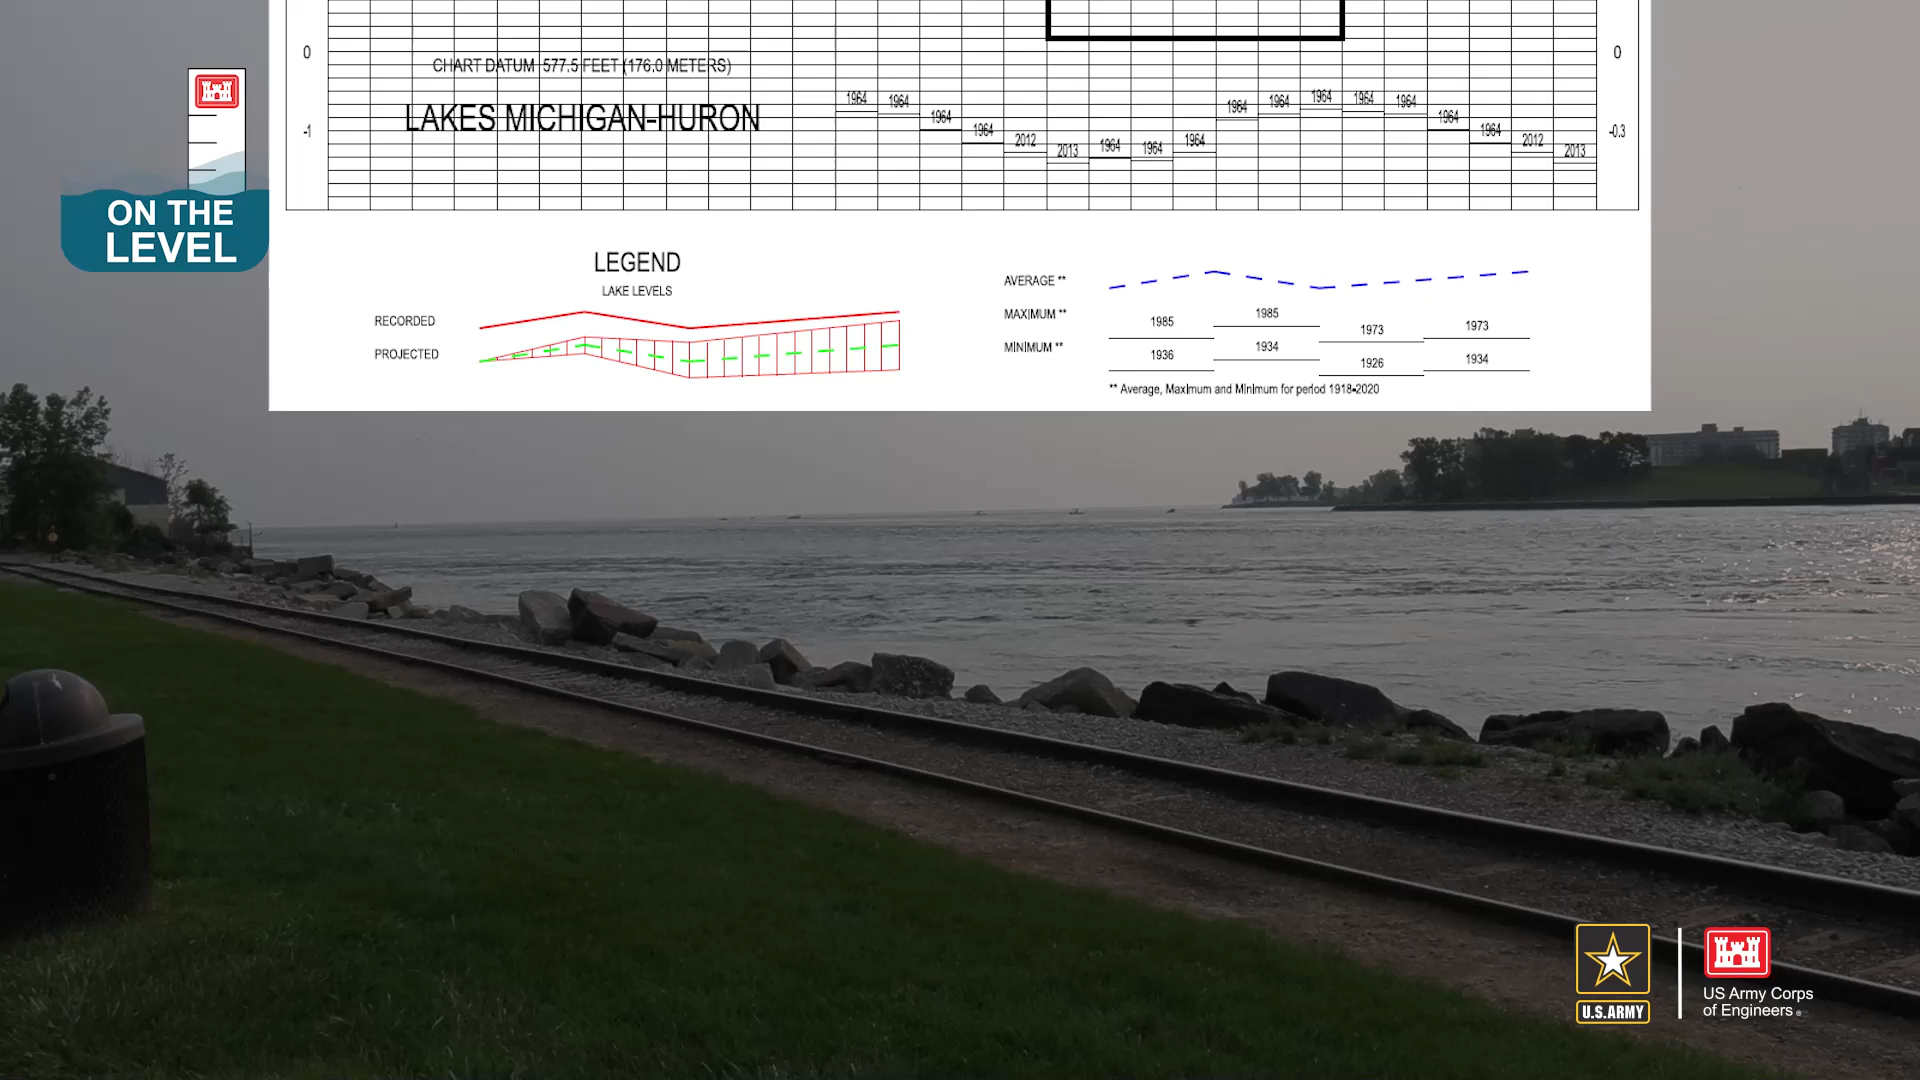 0
0
CHART DATUM 577.5 FEET (176.0 METERS)
LAKES MICHIGAN-HURON
-1
-0.3
1964 1964 1964 1964 2012 2013 1964 1964 1964 1964 1964 1964 1964 1964 1964 1964 2012 2013
ON THE
LEVEL
LEGEND
LAKE LEVELS
RECORDED
PROJECTED
AVERAGE **
MAXIMUM **
1985 1985 1973 1973
MINIMUM **
1936 1934 1926 1934
** Average, Maximum and Minimum for period 1918-2020
U.S.ARMY
US Army Corps
of Engineers®